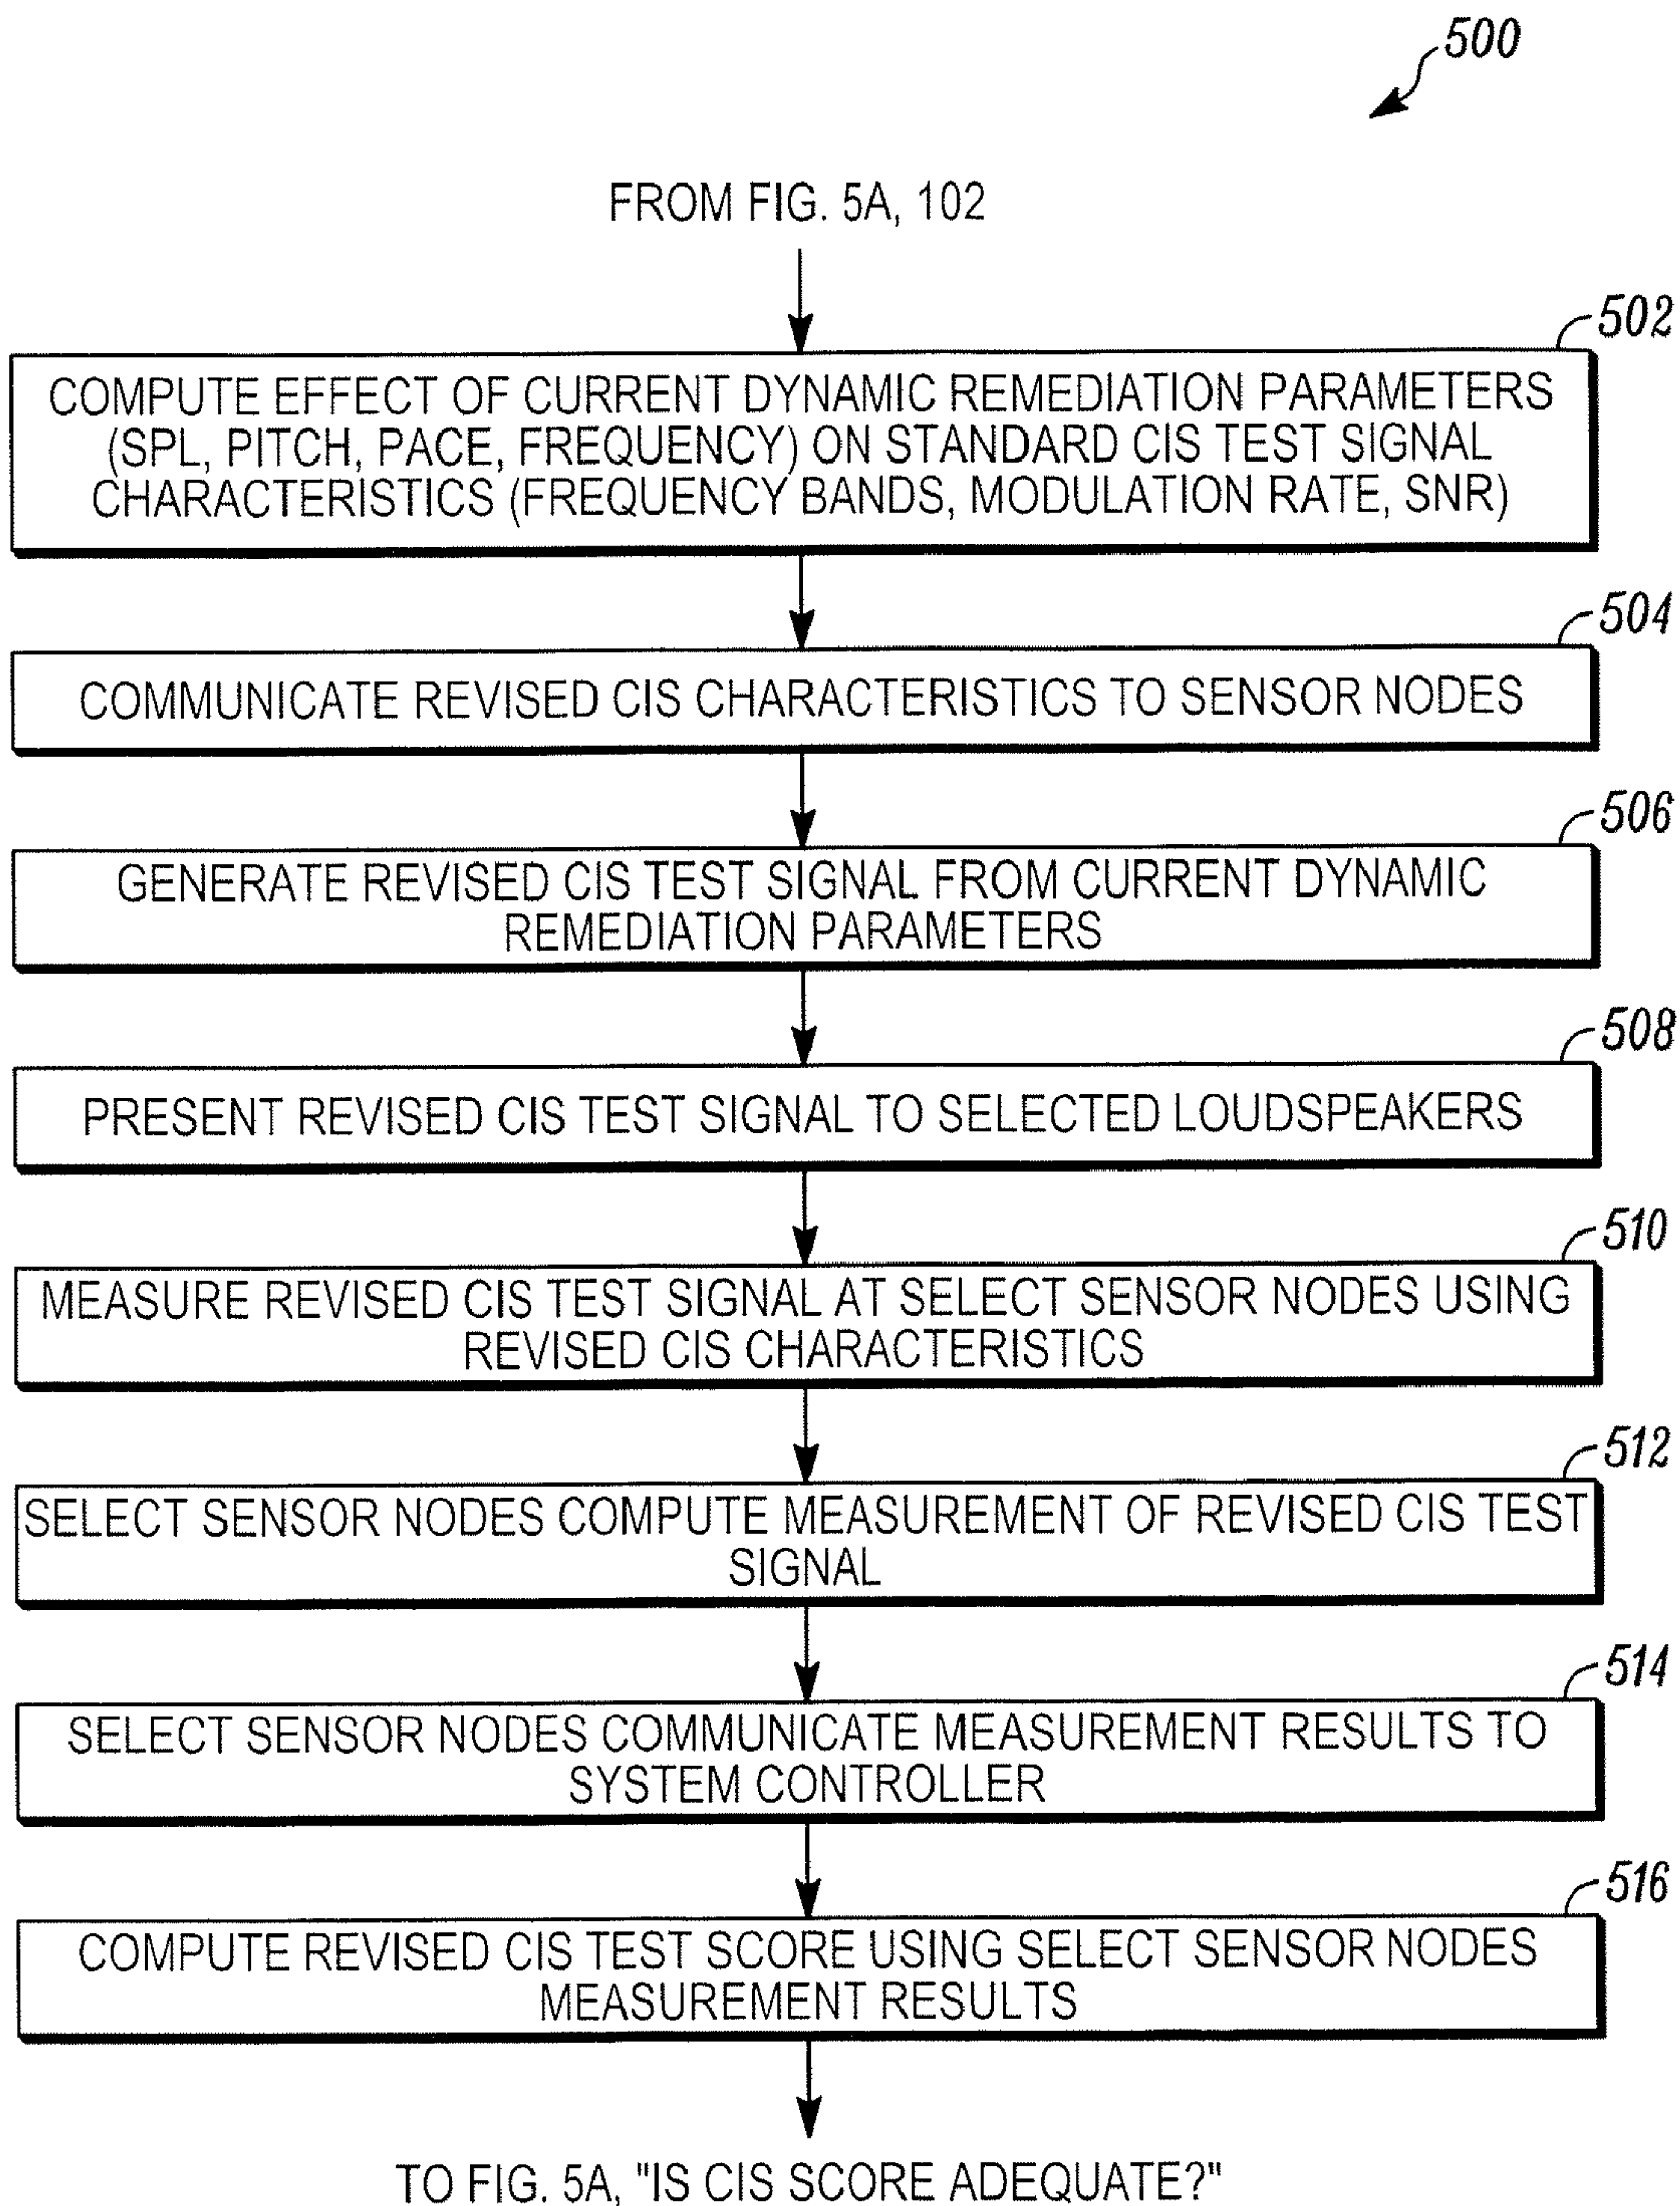 500
FROM FIG. 5A, 102
502
COMPUTE EFFECT OF CURRENT DYNAMIC REMEDIATION PARAMETERS
(SPL, PITCH, PACE, FREQUENCY) ON STANDARD CIS TEST SIGNAL
CHARACTERISTICS (FREQUENCY BANDS, MODULATION RATE, SNR)
504
COMMUNICATE REVISED CIS CHARACTERISTICS TO SENSOR NODES
506
GENERATE REVISED CIS TEST SIGNAL FROM CURRENT DYNAMIC
REMEDIATION PARAMETERS
508
PRESENT REVISED CIS TEST SIGNAL TO SELECTED LOUDSPEAKERS
510
MEASURE REVISED CIS TEST SIGNAL AT SELECT SENSOR NODES USING
REVISED CIS CHARACTERISTICS
512
SELECT SENSOR NODES COMPUTE MEASUREMENT OF REVISED CIS TEST
SIGNAL
514
SELECT SENSOR NODES COMMUNICATE MEASUREMENT RESULTS TO
SYSTEM CONTROLLER
516
COMPUTE REVISED CIS TEST SCORE USING SELECT SENSOR NODES
MEASUREMENT RESULTS
TO FIG. 5A, "IS CIS SCORE ADEQUATE?"